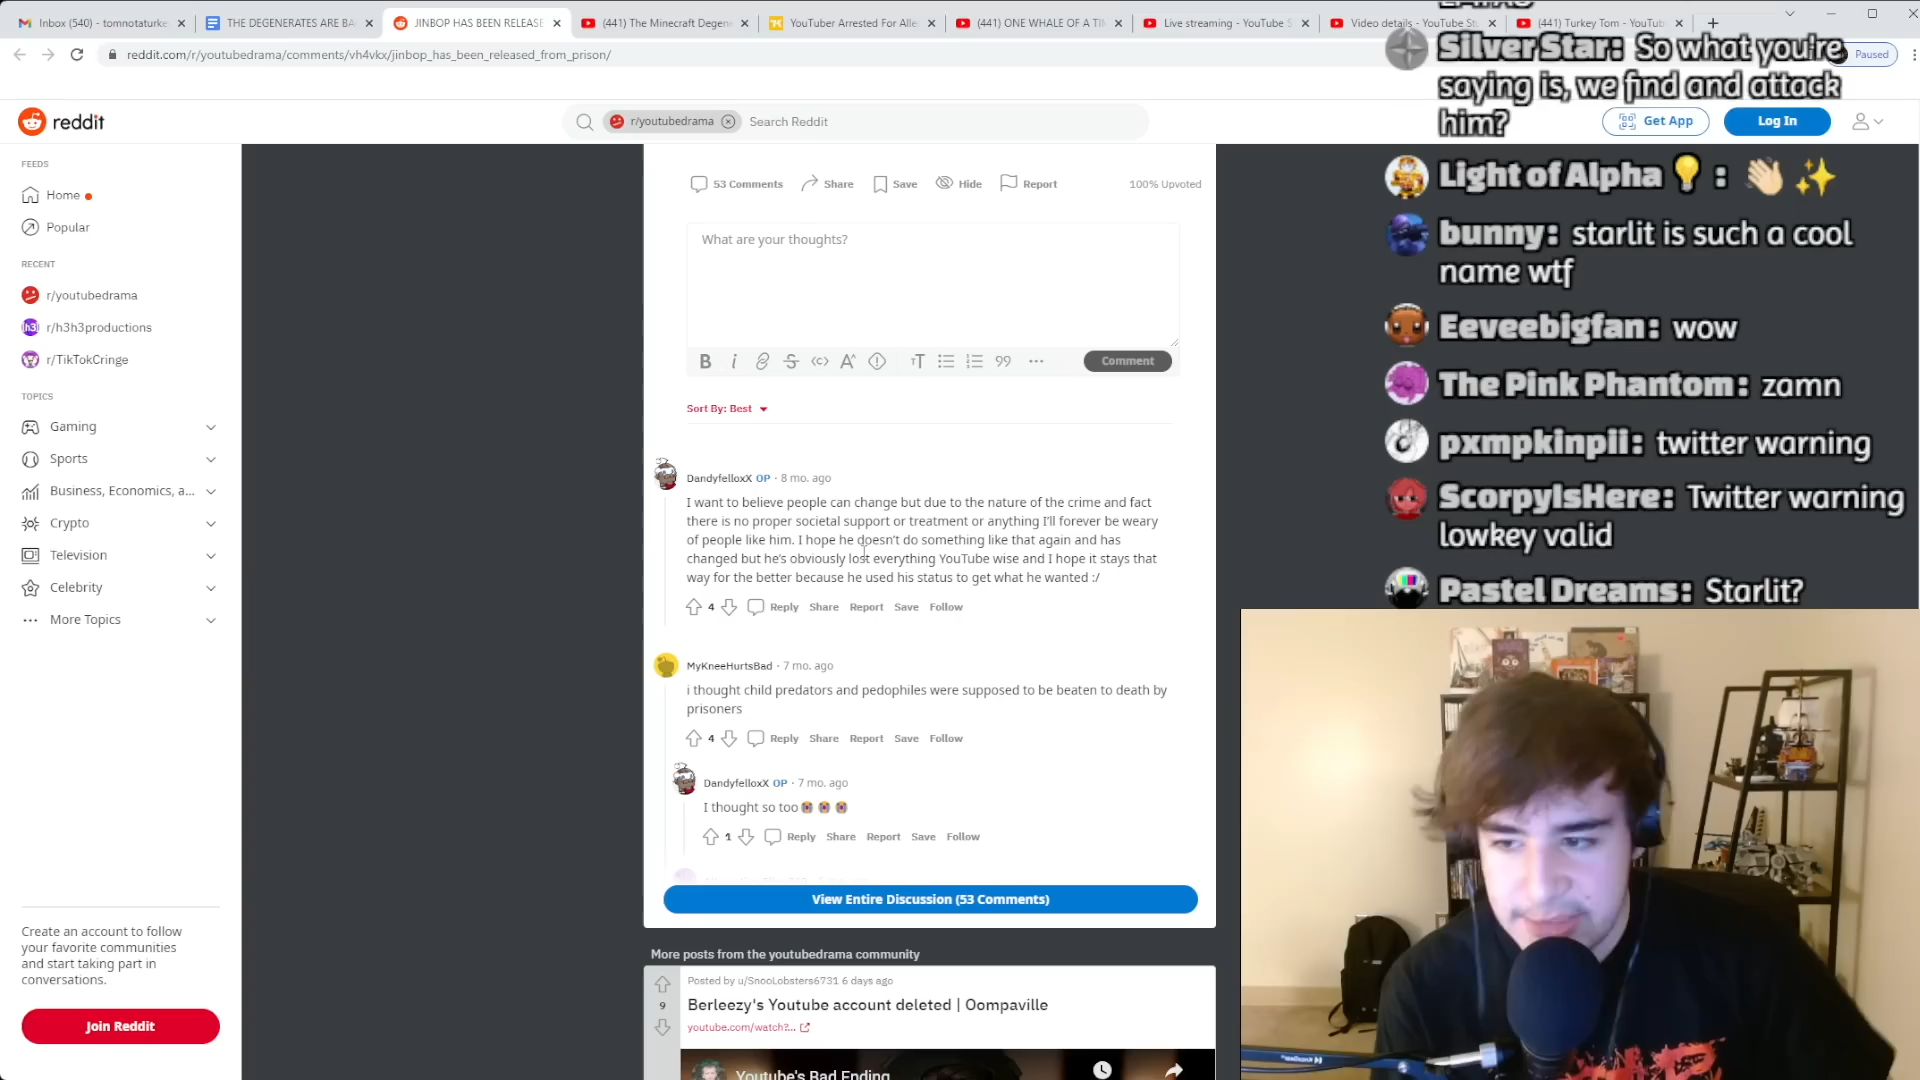 Inbox (540) - tomnotaturke
THE DEGENERATES ARE BA
JINBOP HAS BEEN RELEASE
(441) The Minecraft Degen
YouTuber Arrested For Alle
(441) ONE WHALE OF A TI
Live streaming - YouTube S
Video details - YouTube Stu
(441) Turkey Tom - YouTub
reddit.com/r/youtubedrama/comments/vh4vkx/jinbop_has_been_released_from_prison/
Paused
reddit
r/youtubedrama
Search Reddit
Get App
Log In
FEEDS
Home
Popular
RECENT
r/youtubedrama
r/h3h3productions
r/TikTokCringe
TOPICS
Gaming
Sports
Business, Economics, a...
Crypto
Television
Celebrity
More Topics
Create an account to follow
your favorite communities
and start taking part in
conversations.
Join Reddit
53 Comments
Share
Save
Hide
Report
100% Upvoted
What are your thoughts?
Comment
Sort By: Best
DandyfelloxX OP · 8 mo. ago
I want to believe people can change but due to the nature of the crime and fact
there is no proper societal support or treatment or anything I'll forever be weary
of people like him. I hope he doesn't do something like that again and has
changed but he's obviously lost everything YouTube wise and I hope it stays that
way for the better because he used his status to get what he wanted :/
4 Reply Share Report Save Follow
MyKneeHurtsBad · 7 mo. ago
i thought child predators and pedophiles were supposed to be beaten to death by
prisoners
4 Reply Share Report Save Follow
DandyfelloxX OP · 7 mo. ago
I thought so too
1 Reply Share Report Save Follow
View Entire Discussion (53 Comments)
More posts from the youtubedrama community
Posted by u/SnooLobsters6731 6 days ago
9
Berleezy's Youtube account deleted | Oompaville
youtube.com/watch?...
Youtube's Bad Ending
Silver Star: So what you're
saying is, we find and attack
him?
Light of Alpha 💡: 👋🏻✨
bunny: starlit is such a cool
name wtf
Eeveebigfan: wow
The Pink Phantom: zamn
pxmpkinpii: twitter warning
ScorpyIsHere: Twitter warning
lowkey valid
Pastel Dreams: Starlit?